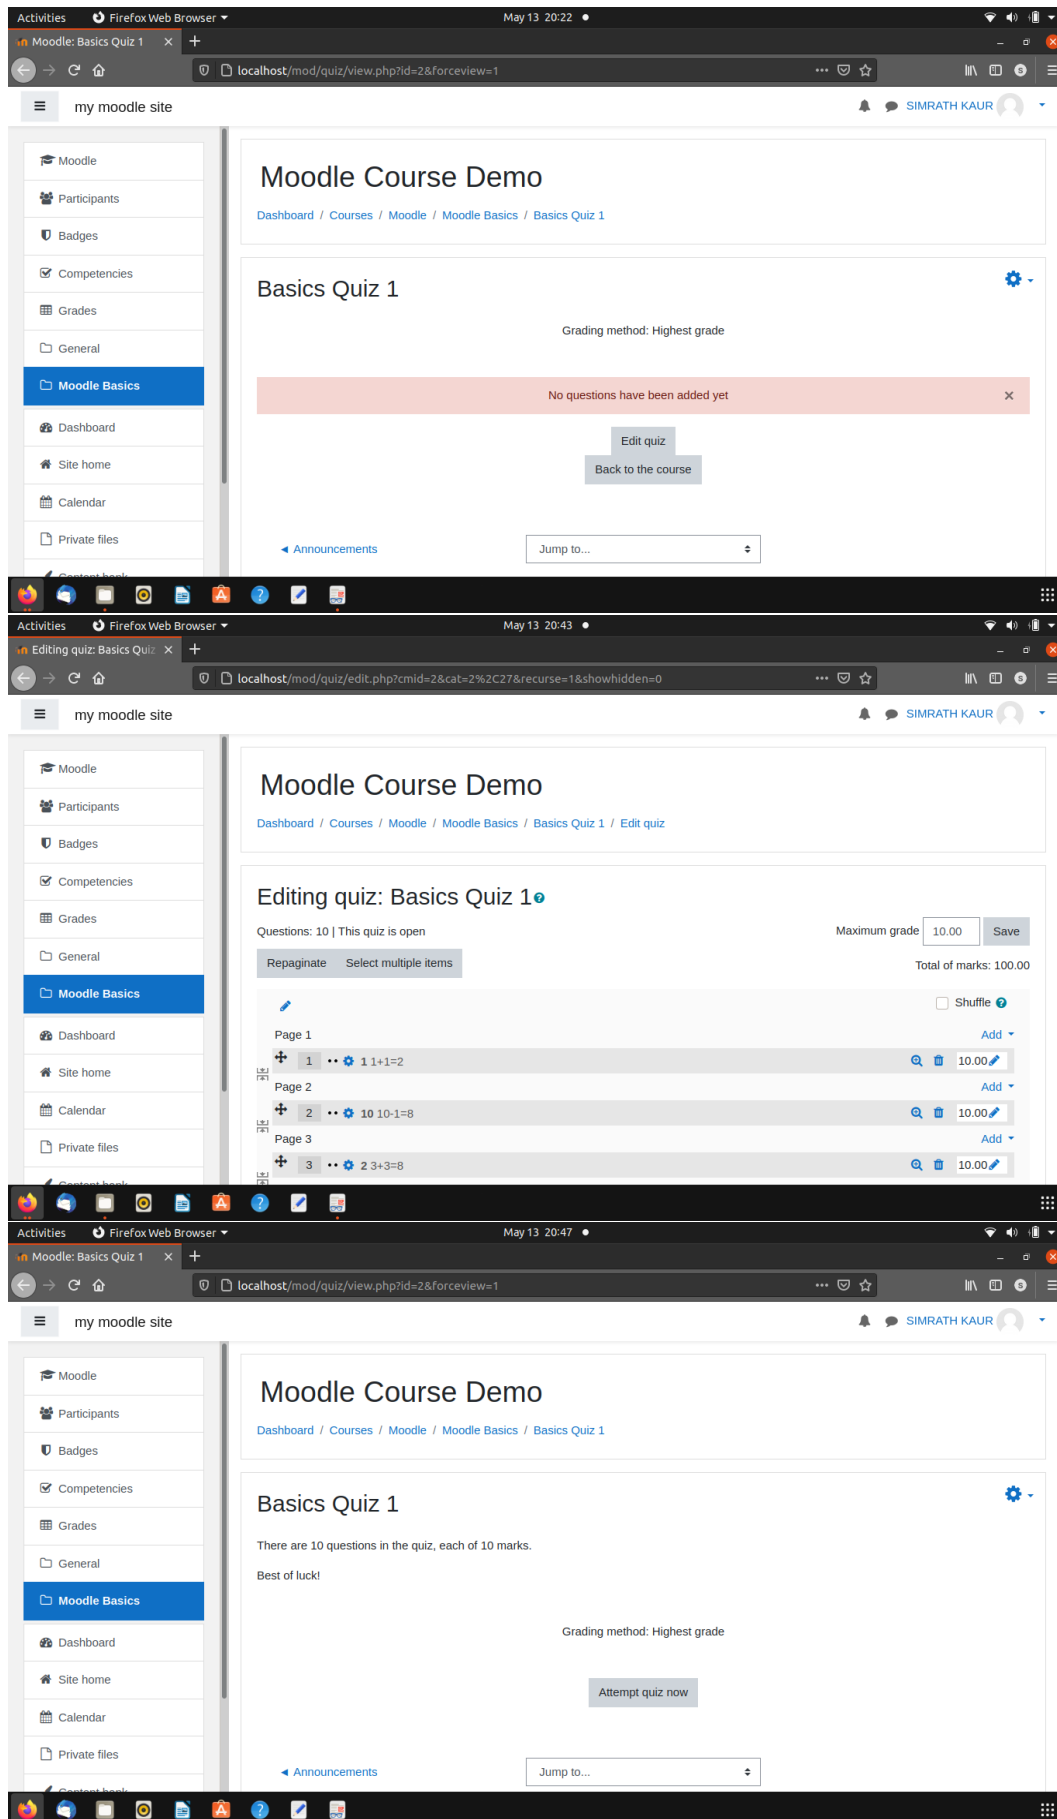 Activities Firefox Web Browser May 13 20:22
Moodle: Basics Quiz 1
localhost/mod/quiz/view.php?id=2&forceview=1
my moodle site SIMRATH KAUR
Moodle
Participants
Badges
Competencies
Grades
General
Moodle Basics
Dashboard
Site home
Calendar
Private files
Content bank
Moodle Course Demo
Dashboard / Courses / Moodle / Moodle Basics / Basics Quiz 1
Basics Quiz 1
Grading method: Highest grade
No questions have been added yet
Edit quiz
Back to the course
◄ Announcements Jump to...
Activities Firefox Web Browser May 13 20:43
Editing quiz: Basics Quiz
localhost/mod/quiz/edit.php?cmid=2&cat=2%2C27&recurse=1&showhidden=0
my moodle site SIMRATH KAUR
Moodle
Participants
Badges
Competencies
Grades
General
Moodle Basics
Dashboard
Site home
Calendar
Private files
Content bank
Moodle Course Demo
Dashboard / Courses / Moodle / Moodle Basics / Basics Quiz 1 / Edit quiz
Editing quiz: Basics Quiz 1
Questions: 10 | This quiz is open Maximum grade 10.00 Save
Repaginate Select multiple items Total of marks: 100.00
Shuffle
Page 1 Add
1 1 1+1=2 10.00
Page 2 Add
2 10 10-1=8 10.00
Page 3 Add
3 2 3+3=8 10.00
Activities Firefox Web Browser May 13 20:47
Moodle: Basics Quiz 1
localhost/mod/quiz/view.php?id=2&forceview=1
my moodle site SIMRATH KAUR
Moodle
Participants
Badges
Competencies
Grades
General
Moodle Basics
Dashboard
Site home
Calendar
Private files
Content bank
Moodle Course Demo
Dashboard / Courses / Moodle / Moodle Basics / Basics Quiz 1
Basics Quiz 1
There are 10 questions in the quiz, each of 10 marks.
Best of luck!
Grading method: Highest grade
Attempt quiz now
◄ Announcements Jump to...